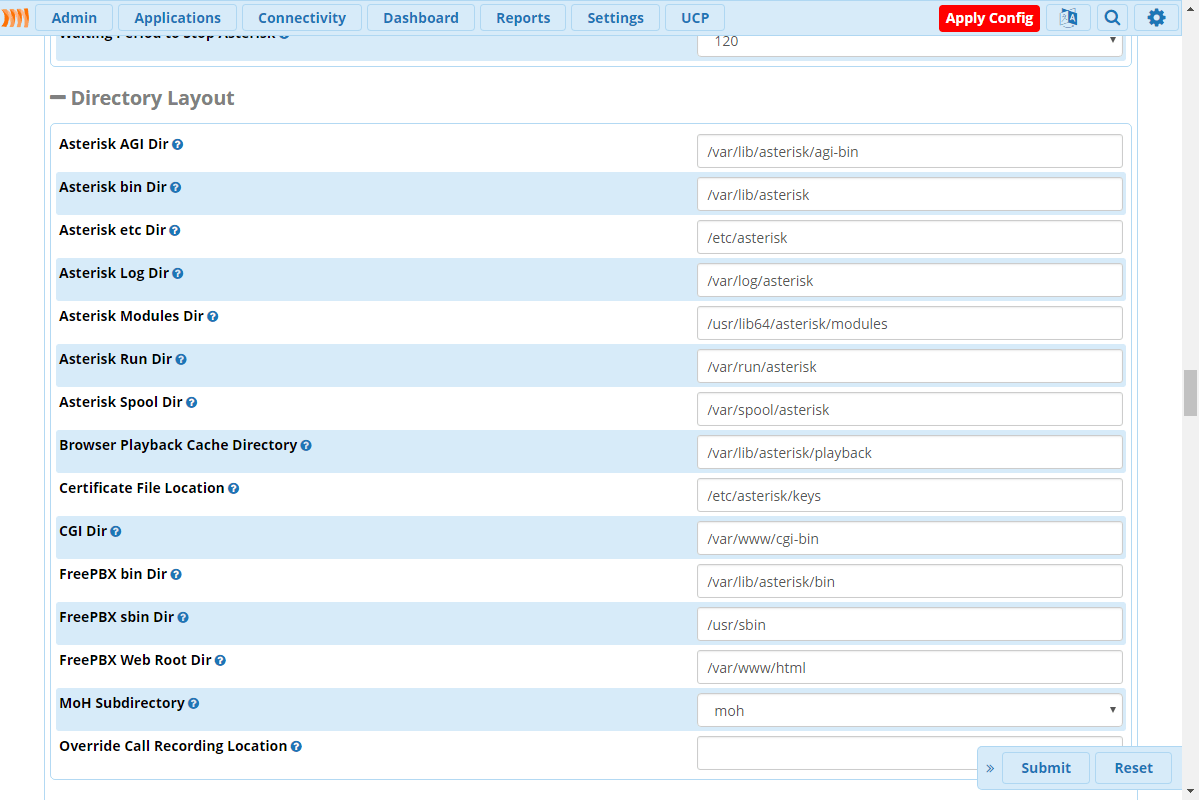 Admin Applications Connectivity Dashboard Reports Settings UCP Apply Config
Waiting Period to Stop Asterisk 120
Directory Layout
Asterisk AGI Dir /var/lib/asterisk/agi-bin
Asterisk bin Dir /var/lib/asterisk
Asterisk etc Dir /etc/asterisk
Asterisk Log Dir /var/log/asterisk
Asterisk Modules Dir /usr/lib64/asterisk/modules
Asterisk Run Dir /var/run/asterisk
Asterisk Spool Dir /var/spool/asterisk
Browser Playback Cache Directory /var/lib/asterisk/playback
Certificate File Location /etc/asterisk/keys
CGI Dir /var/www/cgi-bin
FreePBX bin Dir /var/lib/asterisk/bin
FreePBX sbin Dir /usr/sbin
FreePBX Web Root Dir /var/www/html
MoH Subdirectory moh
Override Call Recording Location
» Submit Reset